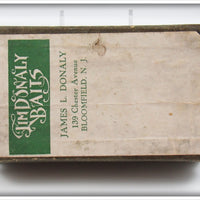 JIM DONALY
BAITS
JAMES L. DONALY
139 Chester Avenue
BLOOMFIELD, N. J.